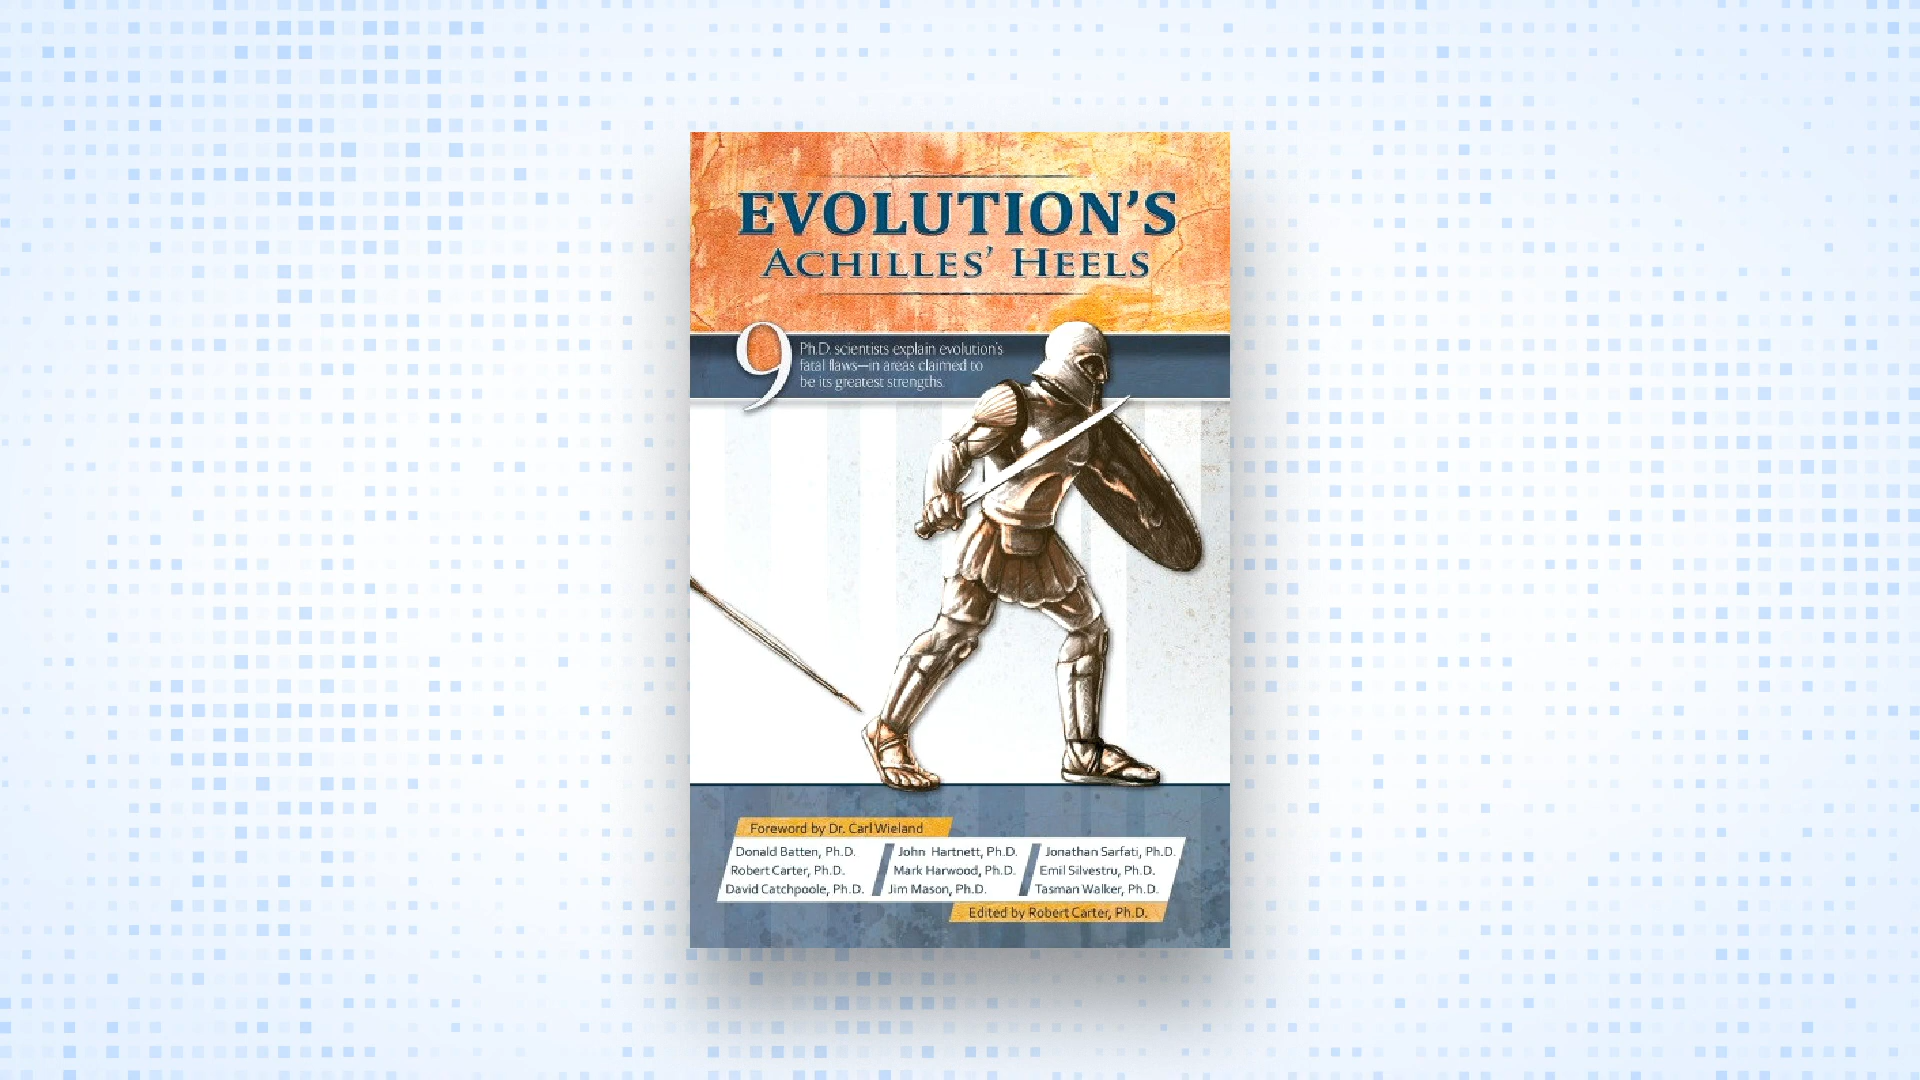 EVOLUTION'S
ACHILLES' HEELS
9
Ph.D. scientists explain evolution's
fatal flaws—in areas claimed to
be its greatest strengths.
Foreword by Dr. Carl Wieland
Donald Batten, Ph.D.
Robert Carter, Ph.D.
David Catchpoole, Ph.D.
John Hartnett, Ph.D.
Mark Harwood, Ph.D.
Jim Mason, Ph.D.
Jonathan Sarfati, Ph.D.
Emil Silvestru, Ph.D.
Tasman Walker, Ph.D.
Edited by Robert Carter, Ph.D.